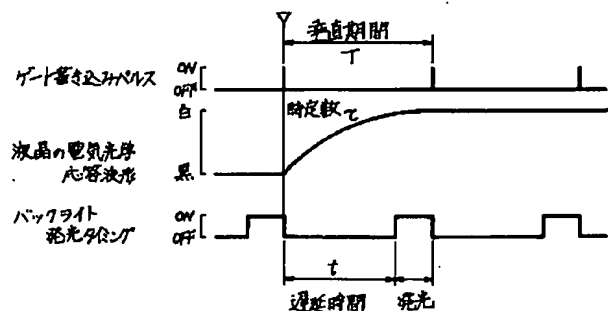 垂直期間
T
ゲート書き込みパルス
ON
OFF
白
時定数 τ
液晶の電気光学
応答波形
黒
バックライト
発光タイミング
ON
OFF
t
遅延時間
発光